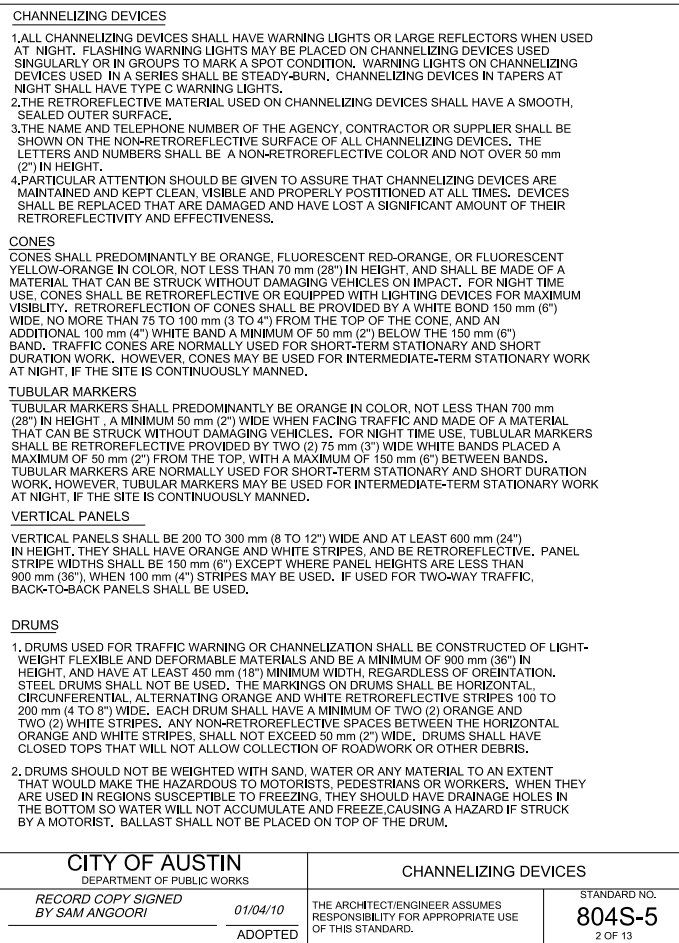 CHANNELIZING DEVICES
1.ALL CHANNELIZING DEVICES SHALL HAVE WARNING LIGHTS OR LARGE REFLECTORS WHEN USED
AT NIGHT. FLASHING WARNING LIGHTS MAY BE PLACED ON CHANNELIZING DEVICES USED
SINGULARLY OR IN GROUPS TO MARK A SPOT CONDITION. WARNING LIGHTS ON CHANNELIZING
DEVICES USED IN A SERIES SHALL BE STEADY-BURN. CHANNELIZING DEVICES IN TAPERS AT
NIGHT SHALL HAVE TYPE C WARNING LIGHTS.
2.THE RETROREFLECTIVE MATERIAL USED ON CHANNELIZING DEVICES SHALL HAVE A SMOOTH,
SEALED OUTER SURFACE.
3.THE NAME AND TELEPHONE NUMBER OF THE AGENCY, CONTRACTOR OR SUPPLIER SHALL BE
SHOWN ON THE NON-RETROREFLECTIVE SURFACE OF ALL CHANNELIZING DEVICES. THE
LETTERS AND NUMBERS SHALL BE A NON-RETROREFLECTIVE COLOR AND NOT OVER 50 mm
(2") IN HEIGHT.
4.PARTICULAR ATTENTION SHOULD BE GIVEN TO ASSURE THAT CHANNELIZING DEVICES ARE
MAINTAINED AND KEPT CLEAN, VISIBLE AND PROPERLY POSTITIONED AT ALL TIMES. DEVICES
SHALL BE REPLACED THAT ARE DAMAGED AND HAVE LOST A SIGNIFICANT AMOUNT OF THEIR
RETROREFLECTIVITY AND EFFECTIVENESS.
CONES
CONES SHALL PREDOMINANTLY BE ORANGE, FLUORESCENT RED-ORANGE, OR FLUORESCENT
YELLOW-ORANGE IN COLOR, NOT LESS THAN 70 mm (28") IN HEIGHT, AND SHALL BE MADE OF A
MATERIAL THAT CAN BE STRUCK WITHOUT DAMAGING VEHICLES ON IMPACT. FOR NIGHT TIME
USE, CONES SHALL BE RETROREFLECTIVE OR EQUIPPED WITH LIGHTING DEVICES FOR MAXIMUM
VISIBLITY. RETROREFLECTION OF CONES SHALL BE PROVIDED BY A WHITE BOND 150 mm (6")
WIDE, NO MORE THAN 75 TO 100 mm (3 TO 4") FROM THE TOP OF THE CONE, AND AN
ADDITIONAL 100 mm (4") WHITE BAND A MINIMUM OF 50 mm (2") BELOW THE 150 mm (6")
BAND. TRAFFIC CONES ARE NORMALLY USED FOR SHORT-TERM STATIONARY AND SHORT
DURATION WORK. HOWEVER, CONES MAY BE USED FOR INTERMEDIATE-TERM STATIONARY WORK
AT NIGHT, IF THE SITE IS CONTINUOUSLY MANNED.
TUBULAR MARKERS
TUBULAR MARKERS SHALL PREDOMINANTLY BE ORANGE IN COLOR, NOT LESS THAN 700 mm
(28") IN HEIGHT , A MINIMUM 50 mm (2") WIDE WHEN FACING TRAFFIC AND MADE OF A MATERIAL
THAT CAN BE STRUCK WITHOUT DAMAGING VEHICLES. FOR NIGHT TIME USE, TUBLULAR MARKERS
SHALL BE RETROREFLECTIVE PROVIDED BY TWO (2) 75 mm (3") WIDE WHITE BANDS PLACED A
MAXIMUM OF 50 mm (2") FROM THE TOP, WITH A MAXIMUM OF 150 mm (6") BETWEEN BANDS.
TUBULAR MARKERS ARE NORMALLY USED FOR SHORT-TERM STATIONARY AND SHORT DURATION
WORK. HOWEVER, TUBULAR MARKERS MAY BE USED FOR INTERMEDIATE-TERM STATIONARY WORK
AT NIGHT, IF THE SITE IS CONTINUOUSLY MANNED.
VERTICAL PANELS
VERTICAL PANELS SHALL BE 200 TO 300 mm (8 TO 12") WIDE AND AT LEAST 600 mm (24")
IN HEIGHT. THEY SHALL HAVE ORANGE AND WHITE STRIPES, AND BE RETROREFLECTIVE. PANEL
STRIPE WIDTHS SHALL BE 150 mm (6") EXCEPT WHERE PANEL HEIGHTS ARE LESS THAN
900 mm (36"), WHEN 100 mm (4") STRIPES MAY BE USED. IF USED FOR TWO-WAY TRAFFIC,
BACK-TO-BACK PANELS SHALL BE USED.
DRUMS
1. DRUMS USED FOR TRAFFIC WARNING OR CHANNELIZATION SHALL BE CONSTRUCTED OF LIGHT-
WEIGHT FLEXIBLE AND DEFORMABLE MATERIALS AND BE A MINIMUM OF 900 mm (36") IN
HEIGHT, AND HAVE AT LEAST 450 mm (18") MINIMUM WIDTH, REGARDLESS OF OREINTATION.
STEEL DRUMS SHALL NOT BE USED. THE MARKINGS ON DRUMS SHALL BE HORIZONTAL,
CIRCUNFERENTIAL, ALTERNATING ORANGE AND WHITE RETROREFLECTIVE STRIPES 100 TO
200 mm (4 TO 8") WIDE. EACH DRUM SHALL HAVE A MINIMUM OF TWO (2) ORANGE AND
TWO (2) WHITE STRIPES. ANY NON-RETROREFLECTIVE SPACES BETWEEN THE HORIZONTAL
ORANGE AND WHITE STRIPES, SHALL NOT EXCEED 50 mm (2") WIDE. DRUMS SHALL HAVE
CLOSED TOPS THAT WILL NOT ALLOW COLLECTION OF ROADWORK OR OTHER DEBRIS.
2. DRUMS SHOULD NOT BE WEIGHTED WITH SAND, WATER OR ANY MATERIAL TO AN EXTENT
THAT WOULD MAKE THE HAZARDOUS TO MOTORISTS, PEDESTRIANS OR WORKERS. WHEN THEY
ARE USED IN REGIONS SUSCEPTIBLE TO FREEZING, THEY SHOULD HAVE DRAINAGE HOLES IN
THE BOTTOM SO WATER WILL NOT ACCUMULATE AND FREEZE,CAUSING A HAZARD IF STRUCK
BY A MOTORIST. BALLAST SHALL NOT BE PLACED ON TOP OF THE DRUM.
CITY OF AUSTIN
DEPARTMENT OF PUBLIC WORKS
CHANNELIZING DEVICES
RECORD COPY SIGNED
BY SAM ANGOORI
01/04/10
ADOPTED
THE ARCHITECT/ENGINEER ASSUMES
RESPONSIBILITY FOR APPROPRIATE USE
OF THIS STANDARD.
STANDARD NO.
804S-5
2 OF 13